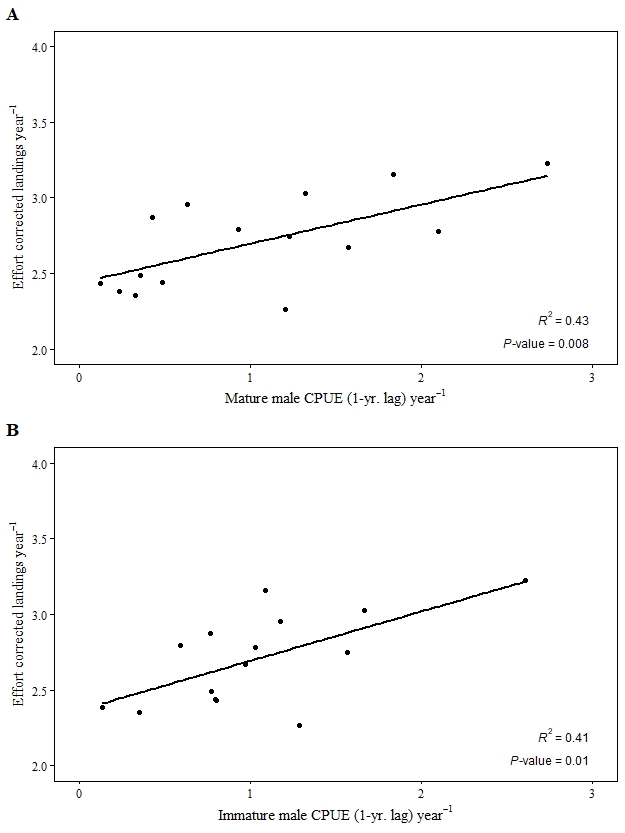 A
4.0
3.5
3.0
2.5
2.0
Effort corrected landings year⁻¹
R² = 0.43
P-value = 0.008
0 1 2 3
Mature male CPUE (1-yr. lag) year⁻¹
B
4.0
3.5
3.0
2.5
2.0
Effort corrected landings year⁻¹
R² = 0.41
P-value = 0.01
0 1 2 3
Immature male CPUE (1-yr. lag) year⁻¹